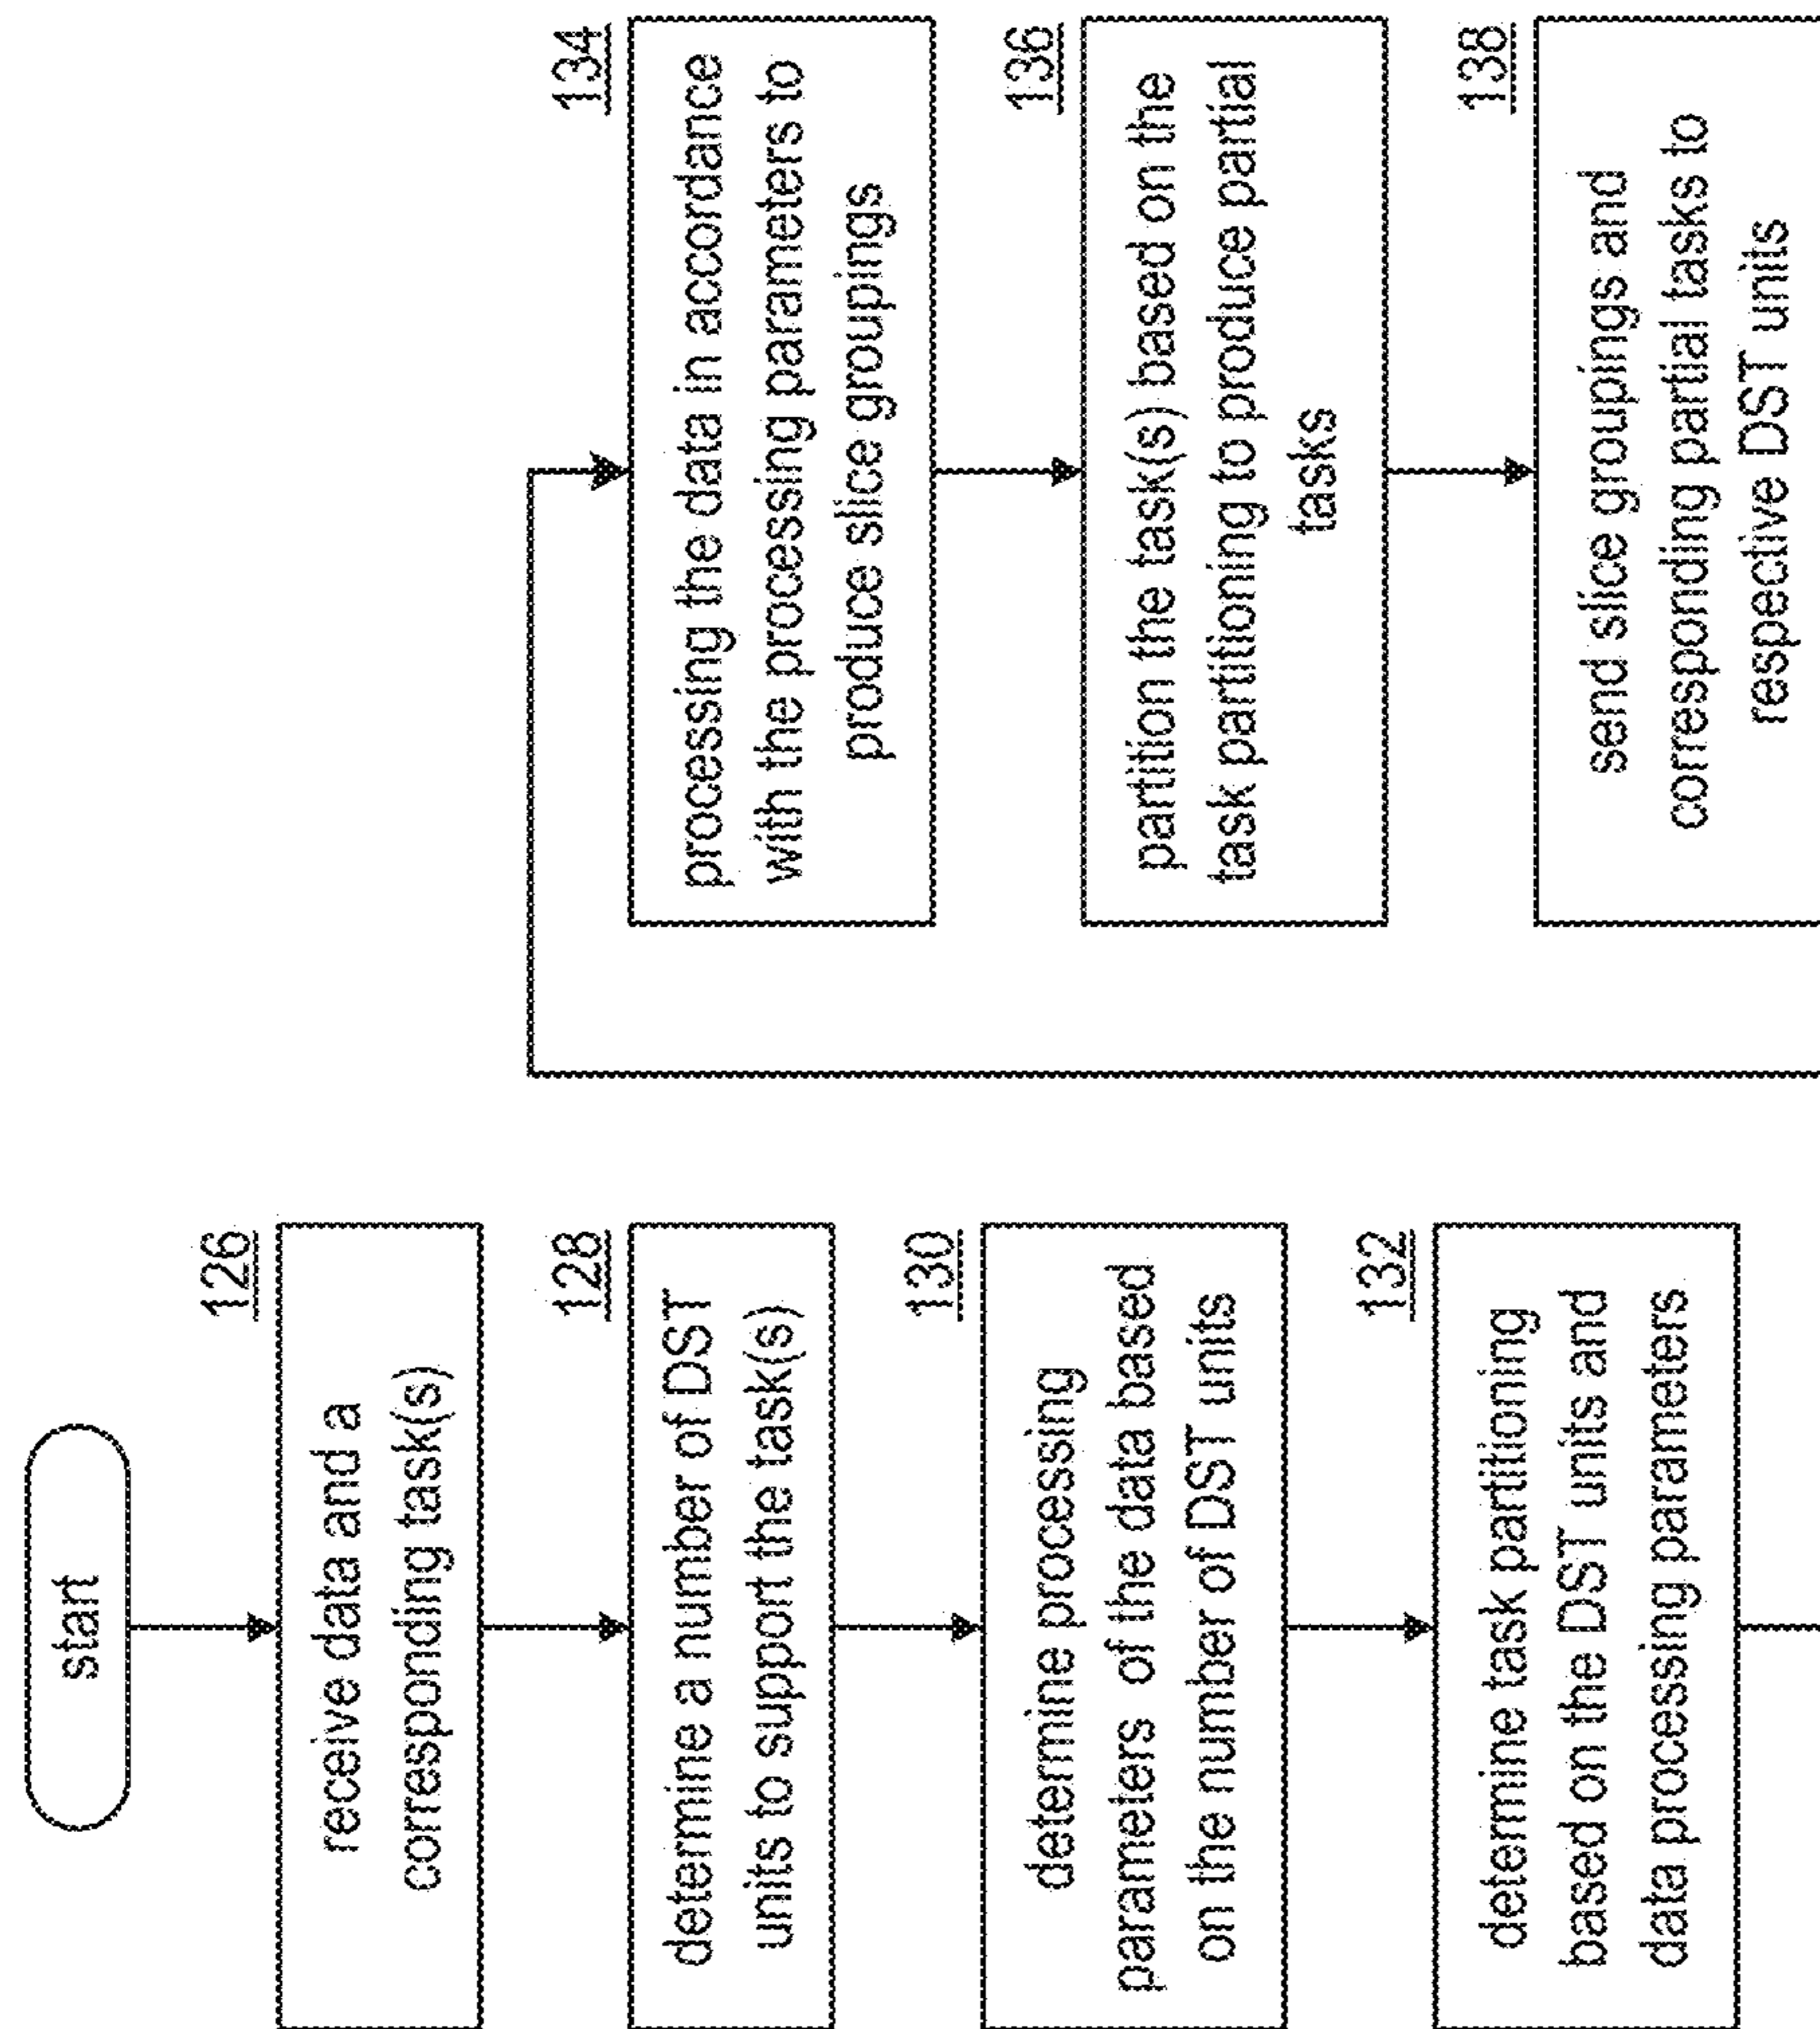 start
126
receive data and a
corresponding task(s)
128
determine a number of DST
units to support the task(s)
130
determine processing
parameters of the data based
on the number of DST units
132
determine task partitioning
based on the DST units and
data processing parameters
134
processing the data in accordance
with the processing parameters to
produce slice groupings
136
partition the task(s) based on the
task partitioning to produce partial
tasks
138
send slice groupings and
corresponding partial tasks to
respective DST units